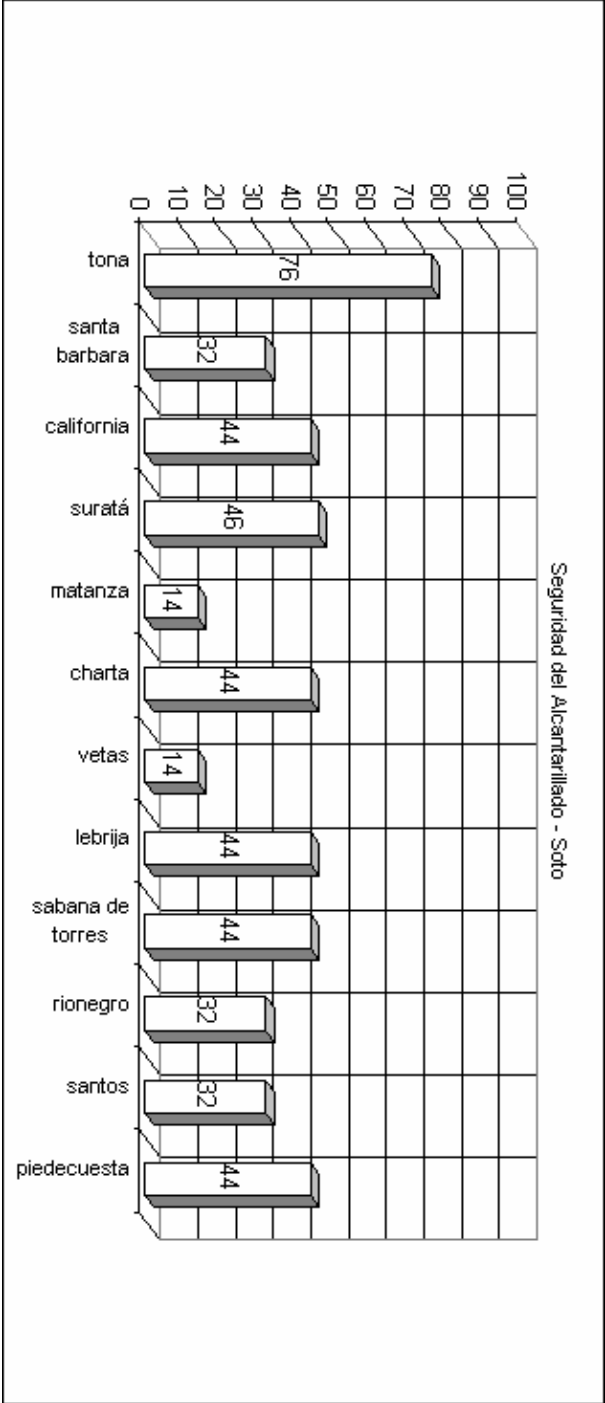 Seguridad del Alcantarillado - Soto
100
90
80
70
60
50
40
30
20
10
0
76
32
44
46
14
44
14
44
44
32
32
44
tona
santa
barbara
california
suratá
matanza
charta
vetas
lebrija
sabana de
torres
rionegro
santos
piedecuesta